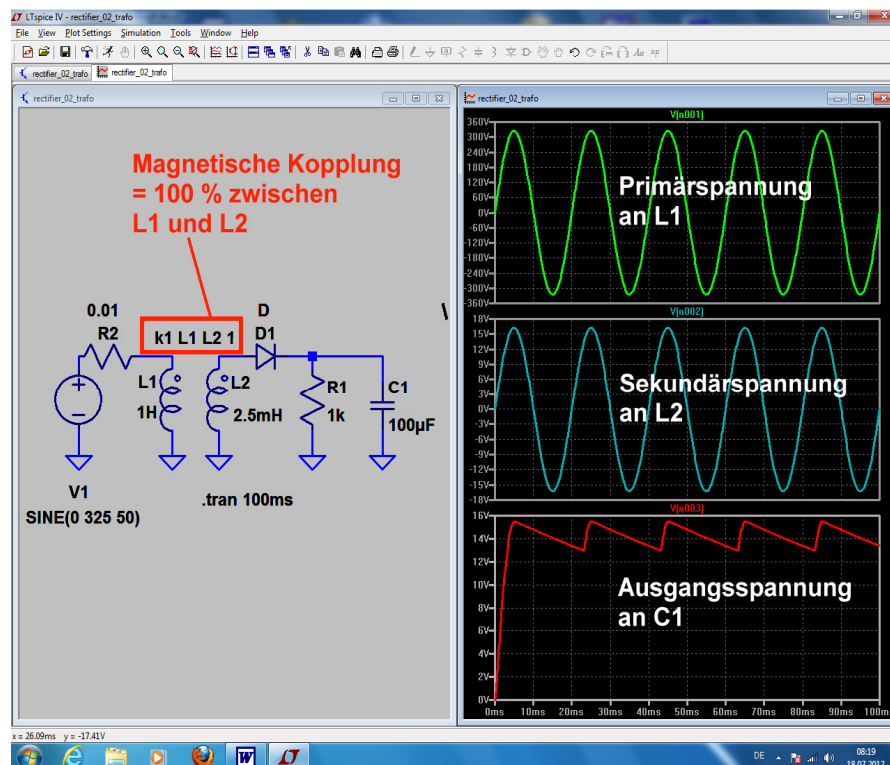 LTspice IV - rectifier_02_trafo
File View Plot Settings Simulation Tools Window Help
rectifier_02_trafo rectifier_02_trafo
rectifier_02_trafo
Magnetische Kopplung
= 100 % zwischen
L1 und L2
0.01
R2
k1 L1 L2 1
D
D1
L1
1H
L2
2.5mH
R1
1k
C1
100µF
V1
SINE(0 325 50)
.tran 100ms
rectifier_02_trafo
V(n001)
360V
300V
240V
180V
120V
60V
0V
-60V
-120V
-180V
-240V
-300V
-360V
Primärspannung
an L1
V(n002)
18V
15V
12V
9V
6V
3V
0V
-3V
-6V
-9V
-12V
-15V
-18V
Sekundärspannung
an L2
V(n003)
16V
14V
12V
10V
8V
6V
4V
2V
0V
Ausgangsspannung
an C1
0ms 10ms 20ms 30ms 40ms 50ms 60ms 70ms 80ms 90ms 100ms
x = 26.09ms y = -17.41V
DE
08:19
18.07.2012